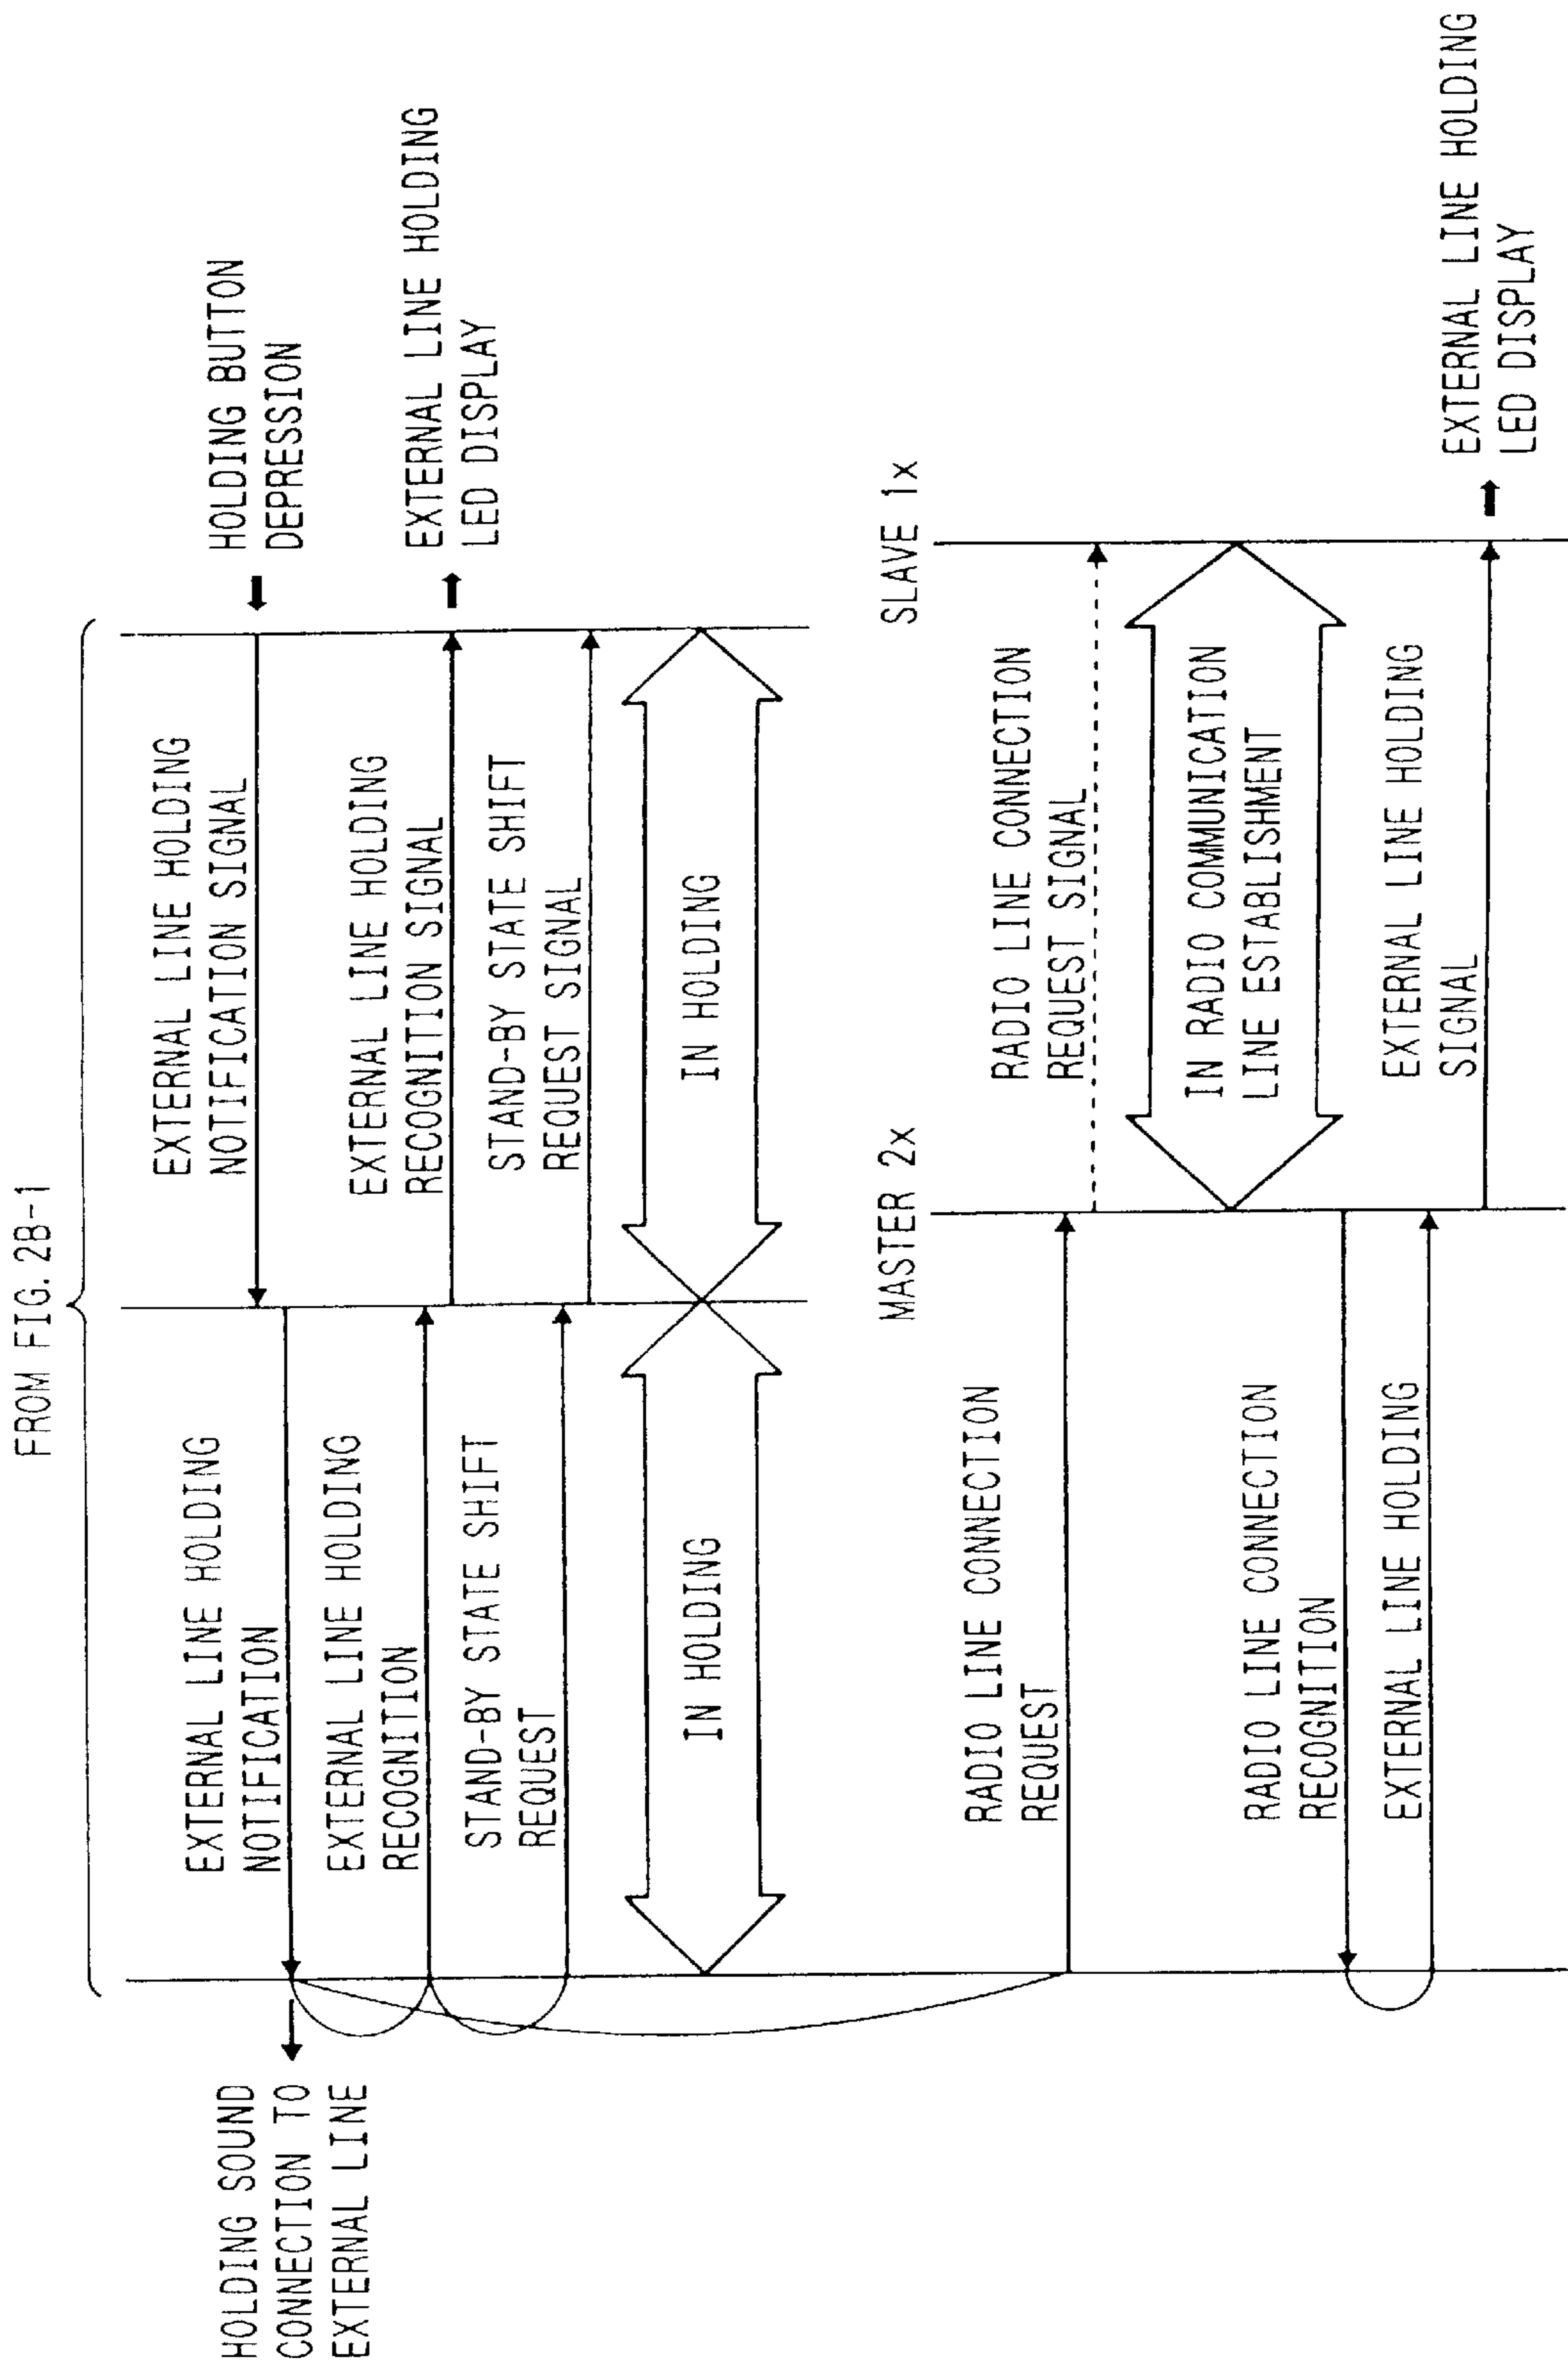 FROM FIG. 2B-1
HOLDING SOUND
CONNECTION TO
EXTERNAL LINE
EXTERNAL LINE HOLDING
NOTIFICATION
EXTERNAL LINE HOLDING
NOTIFICATION SIGNAL
HOLDING BUTTON
DEPRESSION
EXTERNAL LINE HOLDING
RECOGNITION
EXTERNAL LINE HOLDING
RECOGNITION SIGNAL
EXTERNAL LINE HOLDING
LED DISPLAY
STAND-BY STATE SHIFT
REQUEST
STAND-BY STATE SHIFT
REQUEST SIGNAL
IN HOLDING
IN HOLDING
MASTER 2x
SLAVE 1x
RADIO LINE CONNECTION
REQUEST
RADIO LINE CONNECTION
REQUEST SIGNAL
IN RADIO COMMUNICATION
LINE ESTABLISHMENT
RADIO LINE CONNECTION
RECOGNITION
EXTERNAL LINE HOLDING
EXTERNAL LINE HOLDING
SIGNAL
EXTERNAL LINE HOLDING
LED DISPLAY